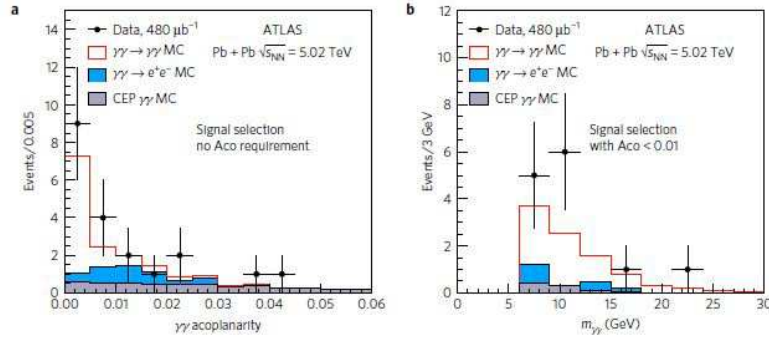 a
Data, 480 μb⁻¹
γγ → γγ MC
γγ → e⁺e⁻ MC
CEP γγ MC
ATLAS
Pb + Pb √sNN = 5.02 TeV
Signal selection
no Aco requirement
Events/0.005
14
12
10
8
6
4
2
0
0.00 0.01 0.02 0.03 0.04 0.05 0.06
γγ acoplanarity
b
Data, 480 μb⁻¹
γγ → γγ MC
γγ → e⁺e⁻ MC
CEP γγ MC
ATLAS
Pb + Pb √sNN = 5.02 TeV
Signal selection
with Aco < 0.01
Events/3 GeV
12
10
8
6
4
2
0
0 5 10 15 20 25 30
mγγ (GeV)